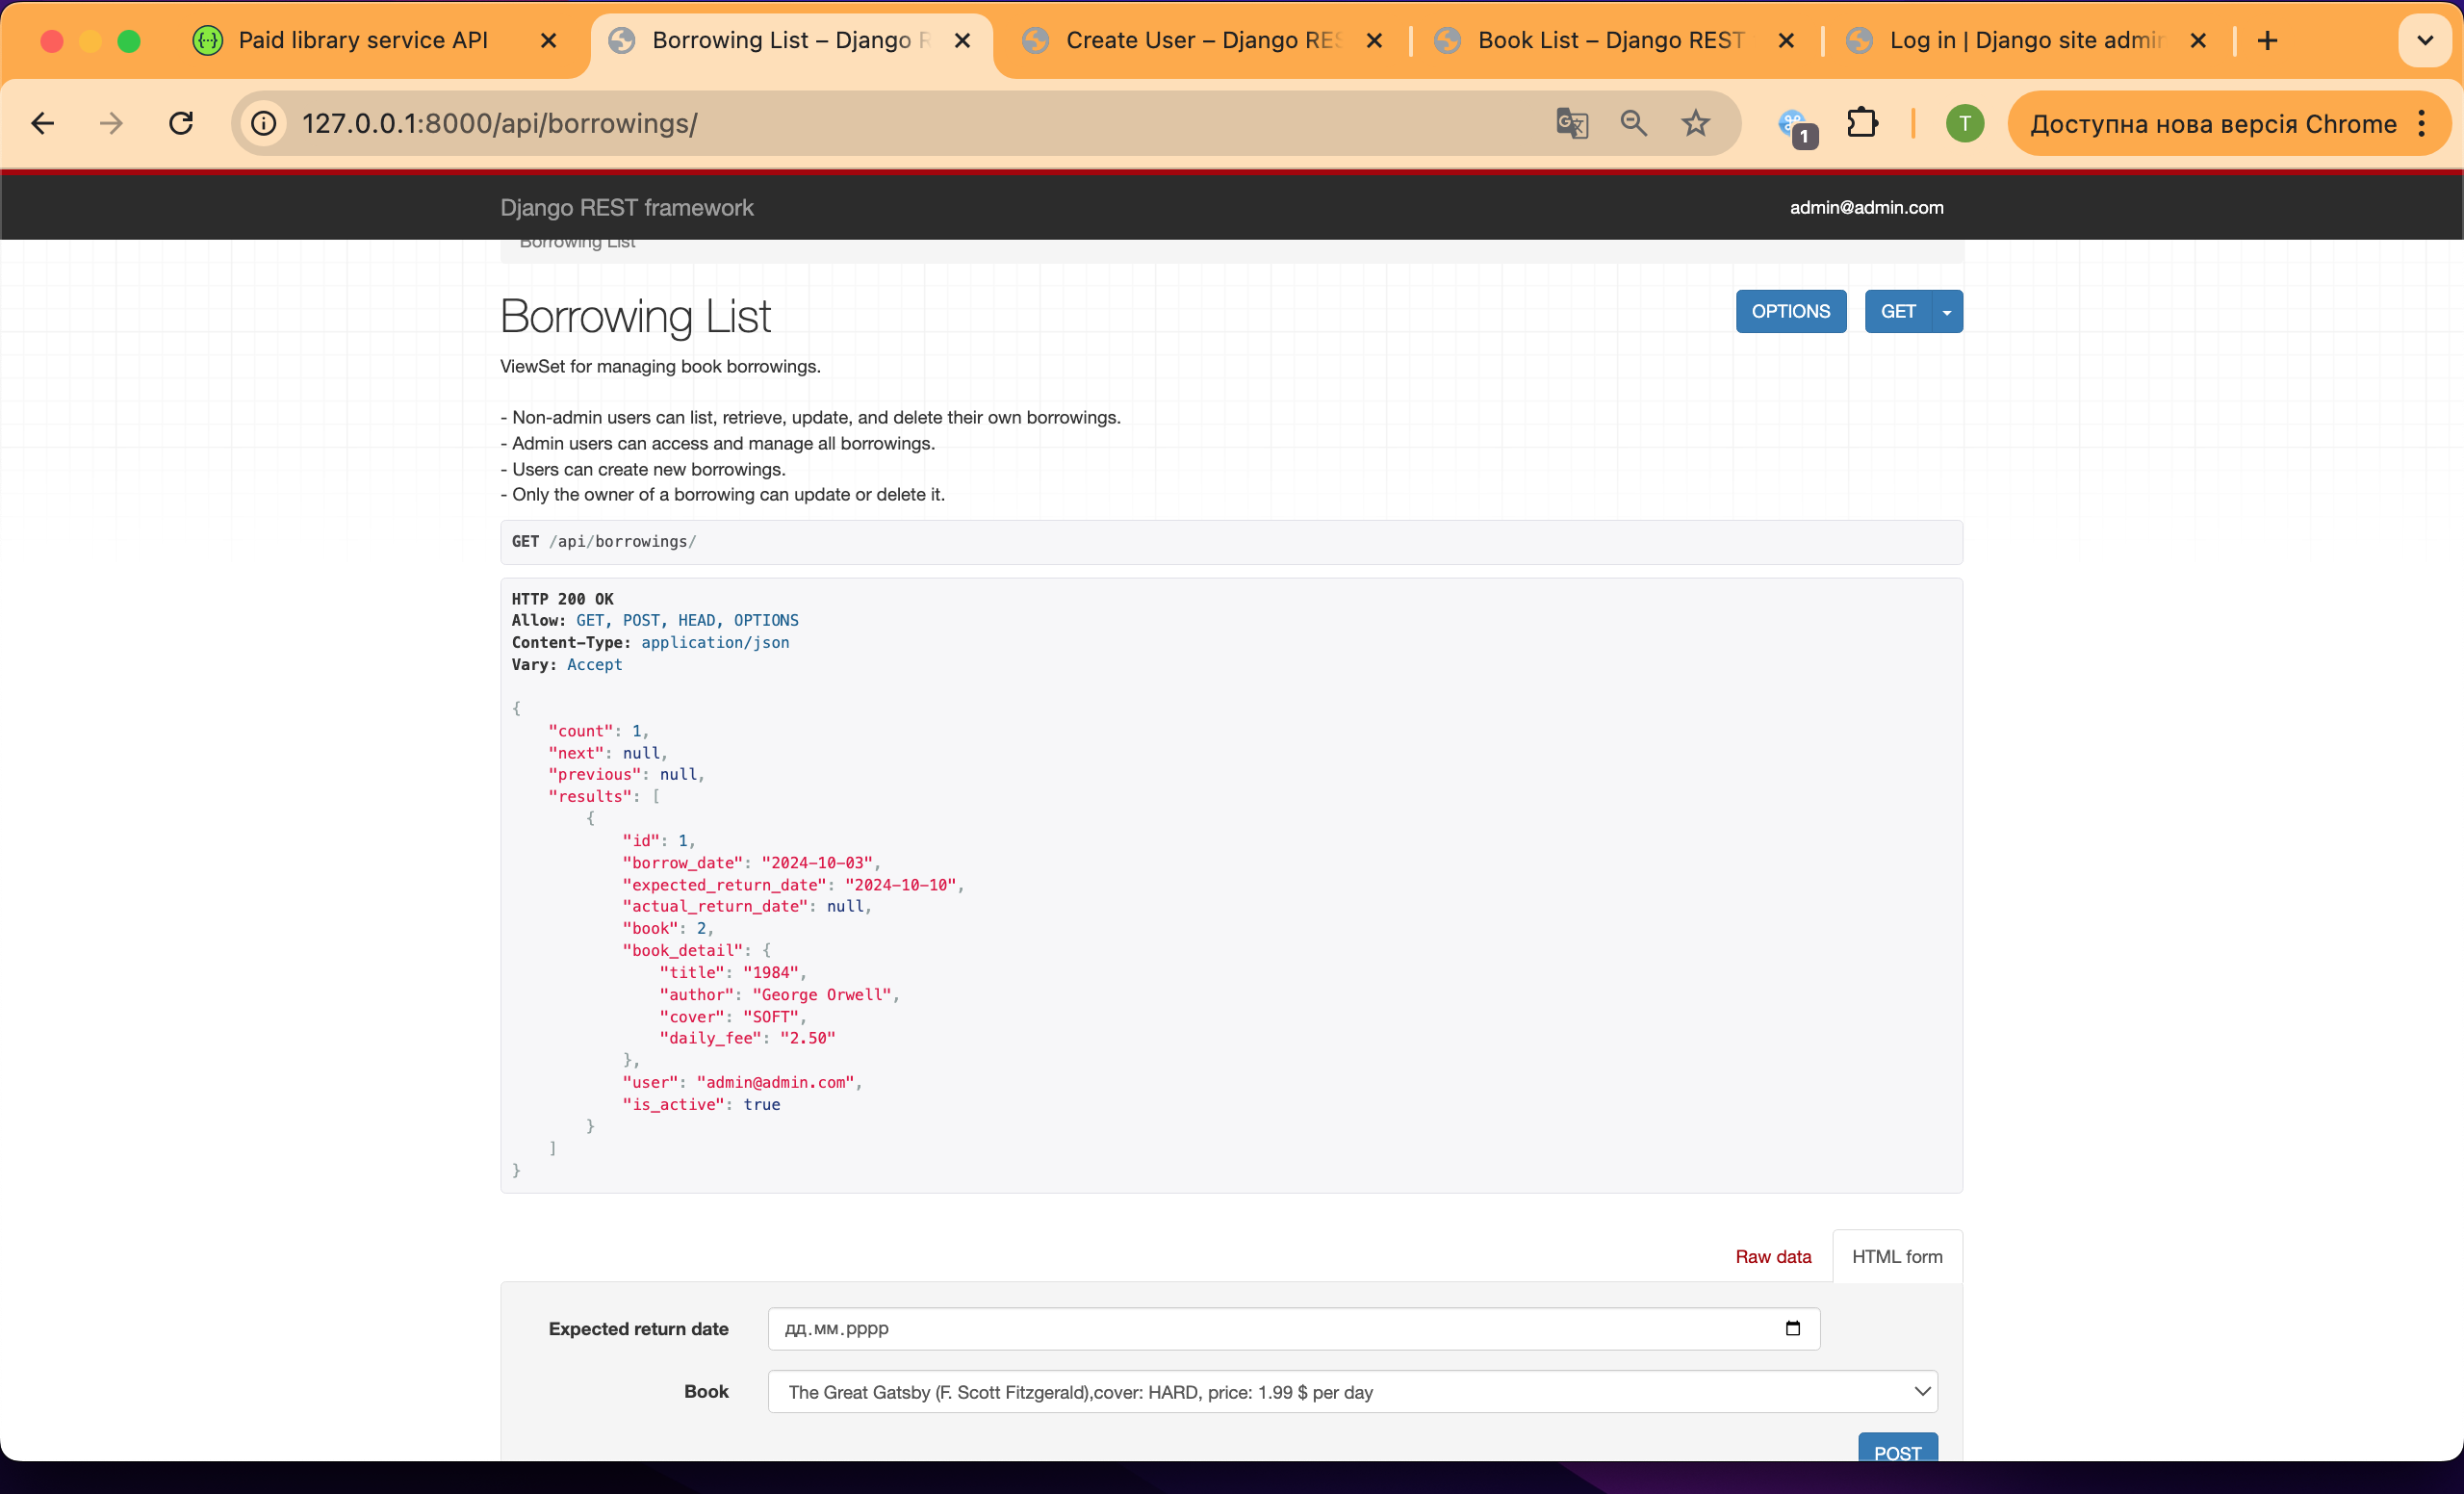 Paid library service API
Borrowing List – Django R
Create User – Django RES
Book List – Django REST
Log in | Django site admin
127.0.0.1:8000/api/borrowings/
1
T
Доступна нова версія Chrome
Django REST framework
admin@admin.com
Borrowing List
Borrowing List
OPTIONS
GET
ViewSet for managing book borrowings.
- Non-admin users can list, retrieve, update, and delete their own borrowings.
- Admin users can access and manage all borrowings.
- Users can create new borrowings.
- Only the owner of a borrowing can update or delete it.
GET /api/borrowings/
HTTP 200 OK
Allow: GET, POST, HEAD, OPTIONS
Content-Type: application/json
Vary: Accept
{
"count": 1,
"next": null,
"previous": null,
"results": [
{
"id": 1,
"borrow_date": "2024-10-03",
"expected_return_date": "2024-10-10",
"actual_return_date": null,
"book": 2,
"book_detail": {
"title": "1984",
"author": "George Orwell",
"cover": "SOFT",
"daily_fee": "2.50"
},
"user": "admin@admin.com",
"is_active": true
}
]
}
Raw data
HTML form
Expected return date
дд.мм.рррр
Book
The Great Gatsby (F. Scott Fitzgerald),cover: HARD, price: 1.99 $ per day
POST